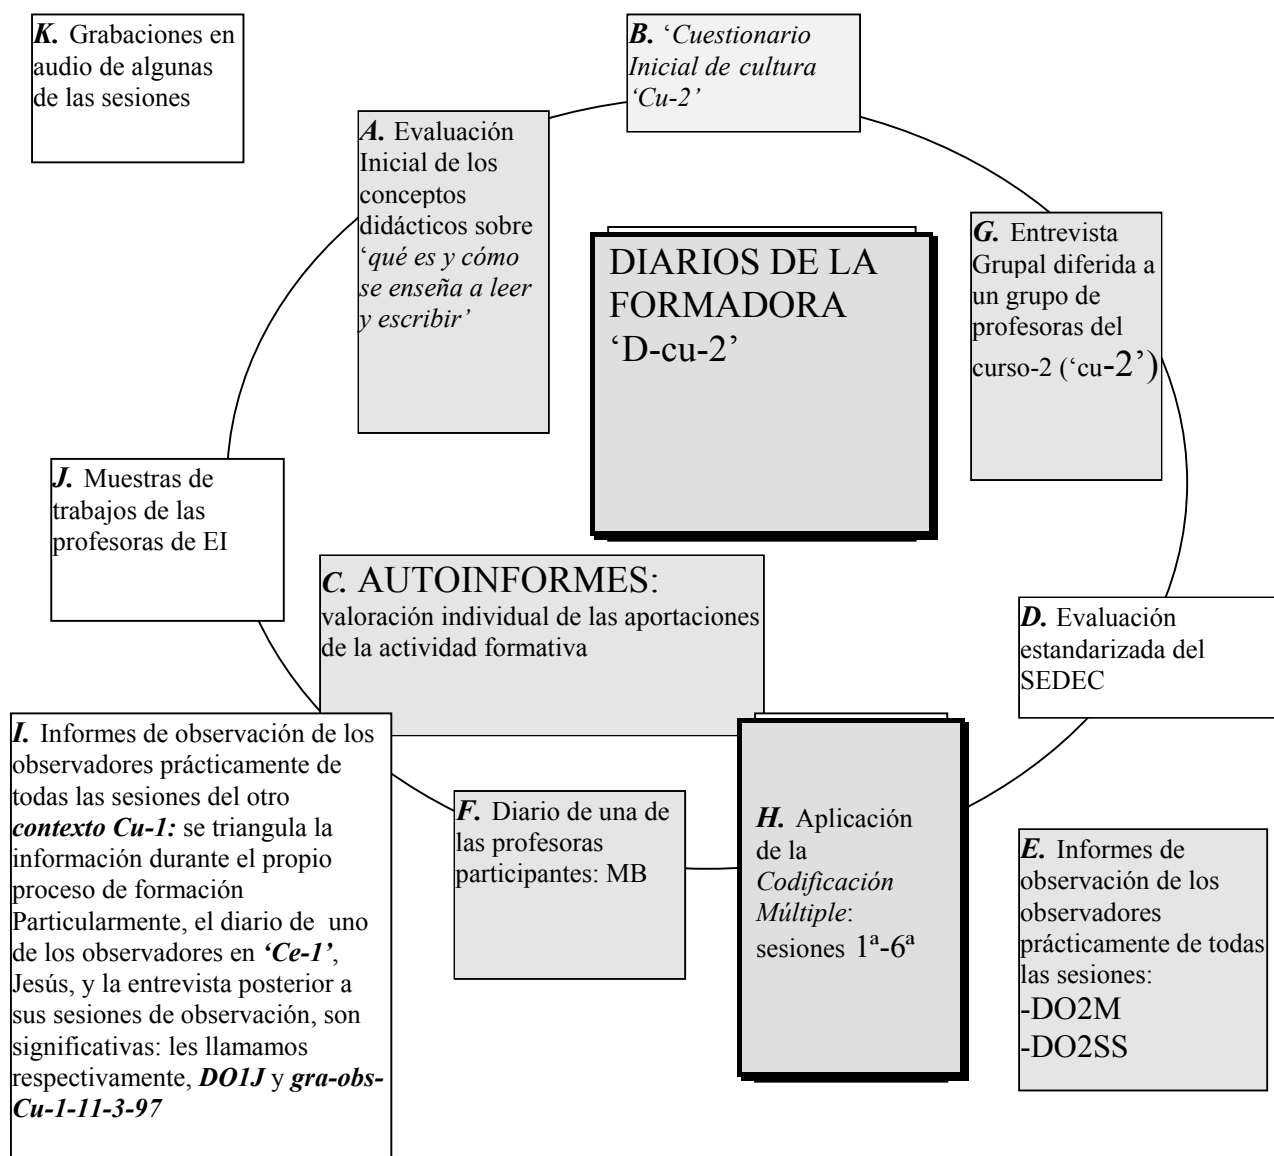 K. Grabaciones en
audio de algunas
de las sesiones
B. ‘Cuestionario
Inicial de cultura
‘Cu-2’
A. Evaluación
Inicial de los
conceptos
didácticos sobre
‘qué es y cómo
se enseña a leer
y escribir’
DIARIOS DE LA
FORMADORA
‘D-cu-2’
G. Entrevista
Grupal diferida a
un grupo de
profesoras del
curso-2 (‘cu-2’)
J. Muestras de
trabajos de las
profesoras de EI
C. AUTOINFORMES:
valoración individual de las aportaciones
de la actividad formativa
D. Evaluación
estandarizada del
SEDEC
I. Informes de observación de los
observadores prácticamente de
todas las sesiones del otro
contexto Cu-1: se triangula la
información durante el propio
proceso de formación
Particularmente, el diario de uno
de los observadores en ‘Ce-1’,
Jesús, y la entrevista posterior a
sus sesiones de observación, son
significativas: les llamamos
respectivamente, DO1J y gra-obs-
Cu-1-11-3-97
F. Diario de una de
las profesoras
participantes: MB
H. Aplicación
de la
Codificación
Múltiple:
sesiones 1ª-6ª
E. Informes de
observación de los
observadores
prácticamente de todas
las sesiones:
-DO2M
-DO2SS